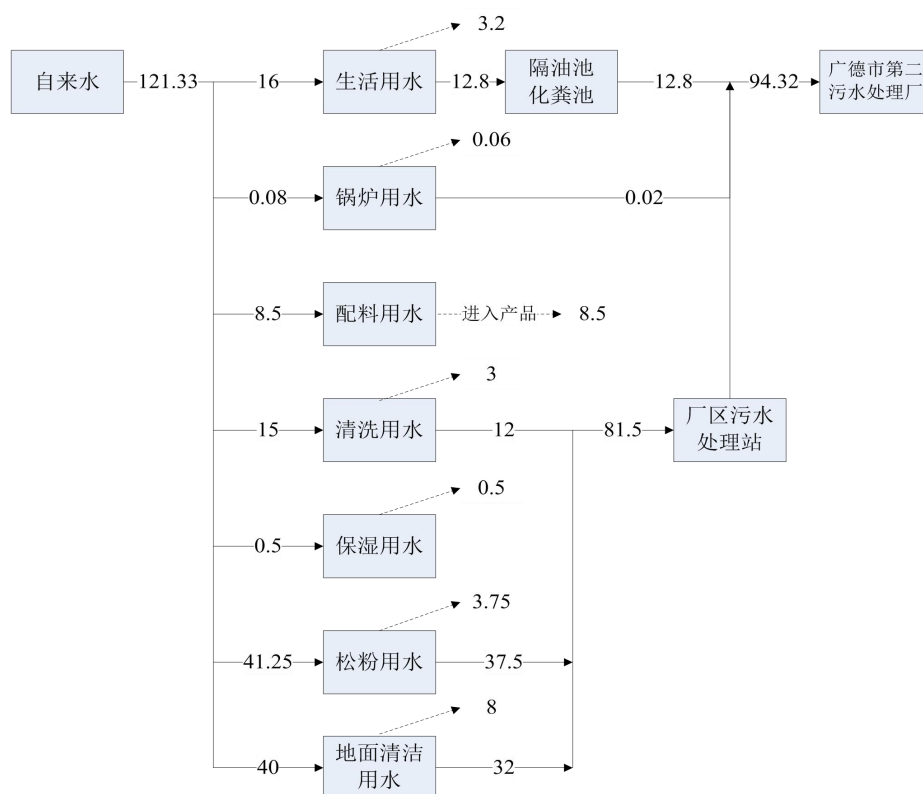 3.2
自来水
121.33
16
生活用水
12.8
隔油池
化粪池
12.8
94.32
广德市第二
污水处理厂
0.06
0.08
锅炉用水
0.02
8.5
配料用水
进入产品
8.5
3
15
清洗用水
12
81.5
厂区污水
处理站
0.5
0.5
保湿用水
3.75
41.25
松粉用水
37.5
8
40
地面清洁
用水
32